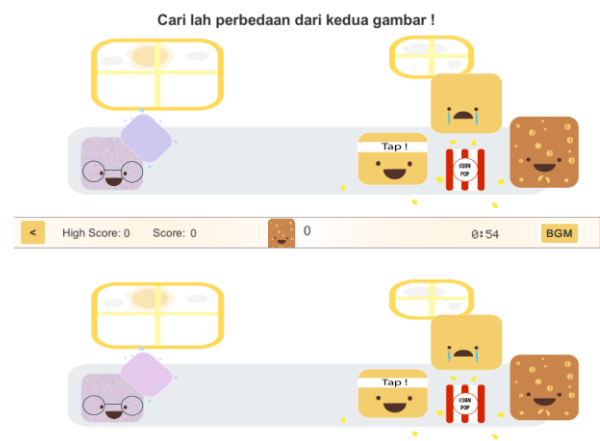 Cari lah perbedaan dari kedua gambar !
Tap !
CORN
POP
< High Score: 0 Score: 0 0 0:54 BGM
Tap !
CORN
POP